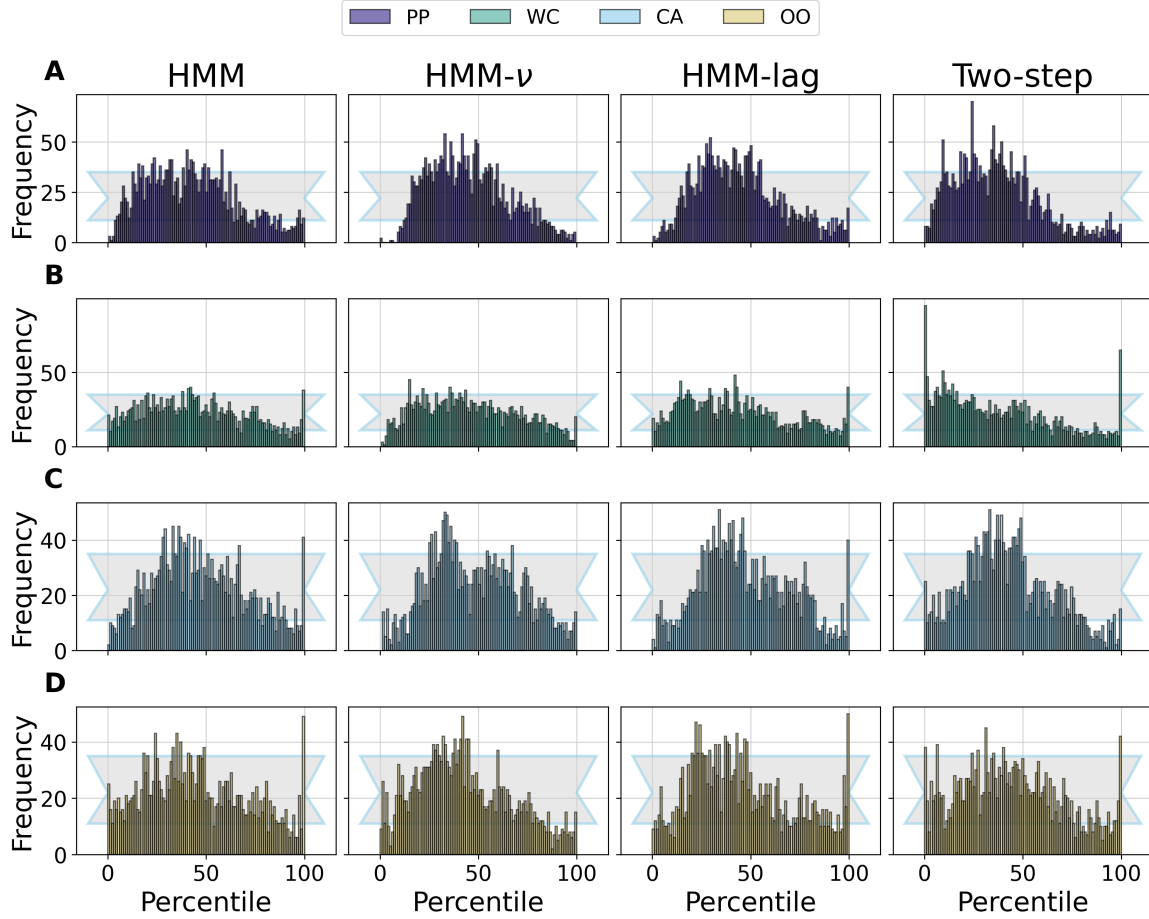 PP WC CA OO
A HMM HMM-ν HMM-lag Two-step
Frequency
50
25
0
B
Frequency
50
0
C
Frequency
40
20
0
D
Frequency
40
20
0
0 50 100 0 50 100 0 50 100 0 50 100
Percentile Percentile Percentile Percentile